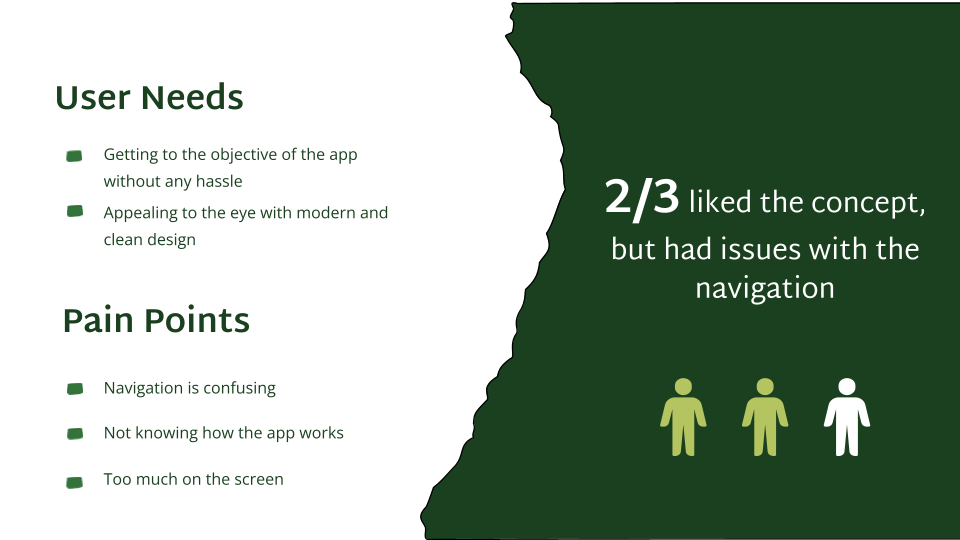 User Needs
Getting to the objective of the app
without any hassle
Appealing to the eye with modern and
clean design
Pain Points
Navigation is confusing
Not knowing how the app works
Too much on the screen
2/3 liked the concept,
but had issues with the
navigation